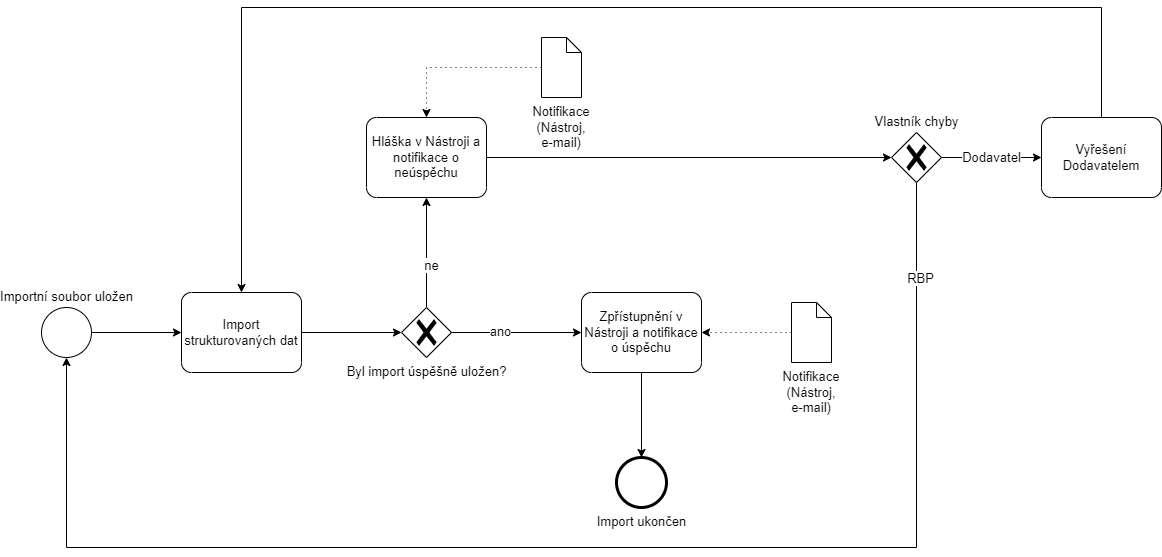 Notifikace
(Nástroj,
e-mail)
Vlastník chyby
Hláška v Nástroji a
notifikace o
neúspěchu
Dodavatel
Vyřešení
Dodavatelem
ne
RBP
Importní soubor uložen
Import
strukturovaných dat
ano
Zpřístupnění v
Nástroji a notifikace
o úspěchu
Byl import úspěšně uložen?
Notifikace
(Nástroj,
e-mail)
Import ukončen